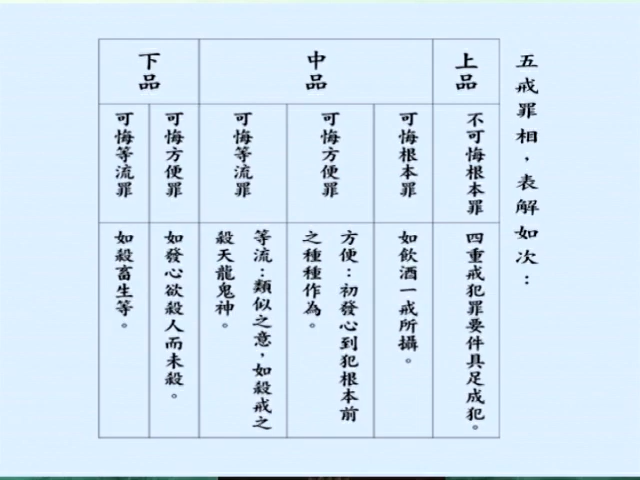 五戒罪相，表解如次：
上品
不可悔根本罪
四重戒犯罪要件具足成犯。
中品
可悔根本罪
如飲酒一戒所攝。
可悔方便罪
方便：初發心到犯根本前
之種種作為。
可悔等流罪
等流：類似之意，如殺戒之
殺天龍鬼神。
下品
可悔方便罪
如發心欲殺人而未殺。
可悔等流罪
如殺畜生等。